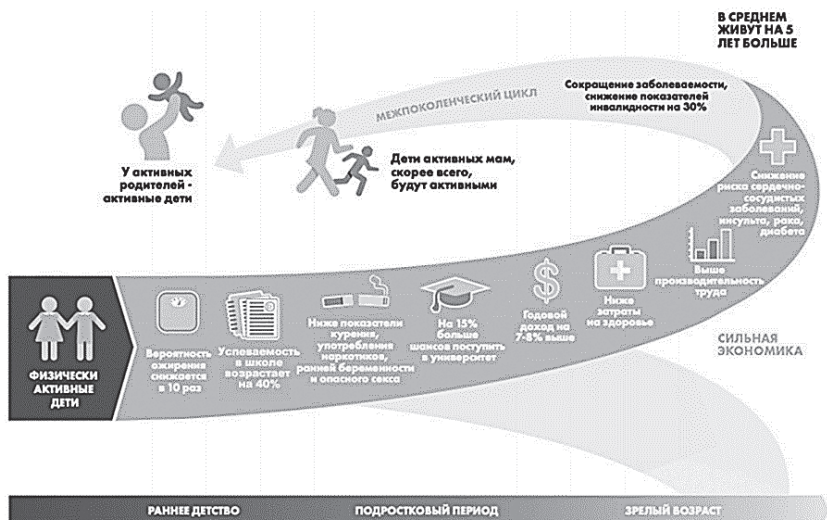 В СРЕДНЕМ
ЖИВУТ НА 5
ЛЕТ БОЛЬШЕ
Сокращение заболеваемости,
снижение показателей
инвалидности на 30%
МЕЖПОКОЛЕНЧЕСКИЙ ЦИКЛ
У активных
родителей -
активные дети
Дети активных мам,
скорее всего,
будут активными
Снижение
риска сердечно-
сосудистых
заболеваний,
инсульта, рака,
диабета
Выше
производительность
труда
Ниже
затраты
на здоровье
Годовой
доход на
7-8% выше
На 15%
больше
шансов поступить
в университет
Ниже показатели
курения,
употребления
наркотиков,
ранней беременности
и опасного секса
Успеваемость
в школе
возрастает
на 40%
Вероятность
ожирения
снижается
в 10 раз
ФИЗИЧЕСКИ
АКТИВНЫЕ
ДЕТИ
СИЛЬНАЯ
ЭКОНОМИКА
РАННЕЕ ДЕТСТВО
ПОДРОСТКОВЫЙ ПЕРИОД
ЗРЕЛЫЙ ВОЗРАСТ